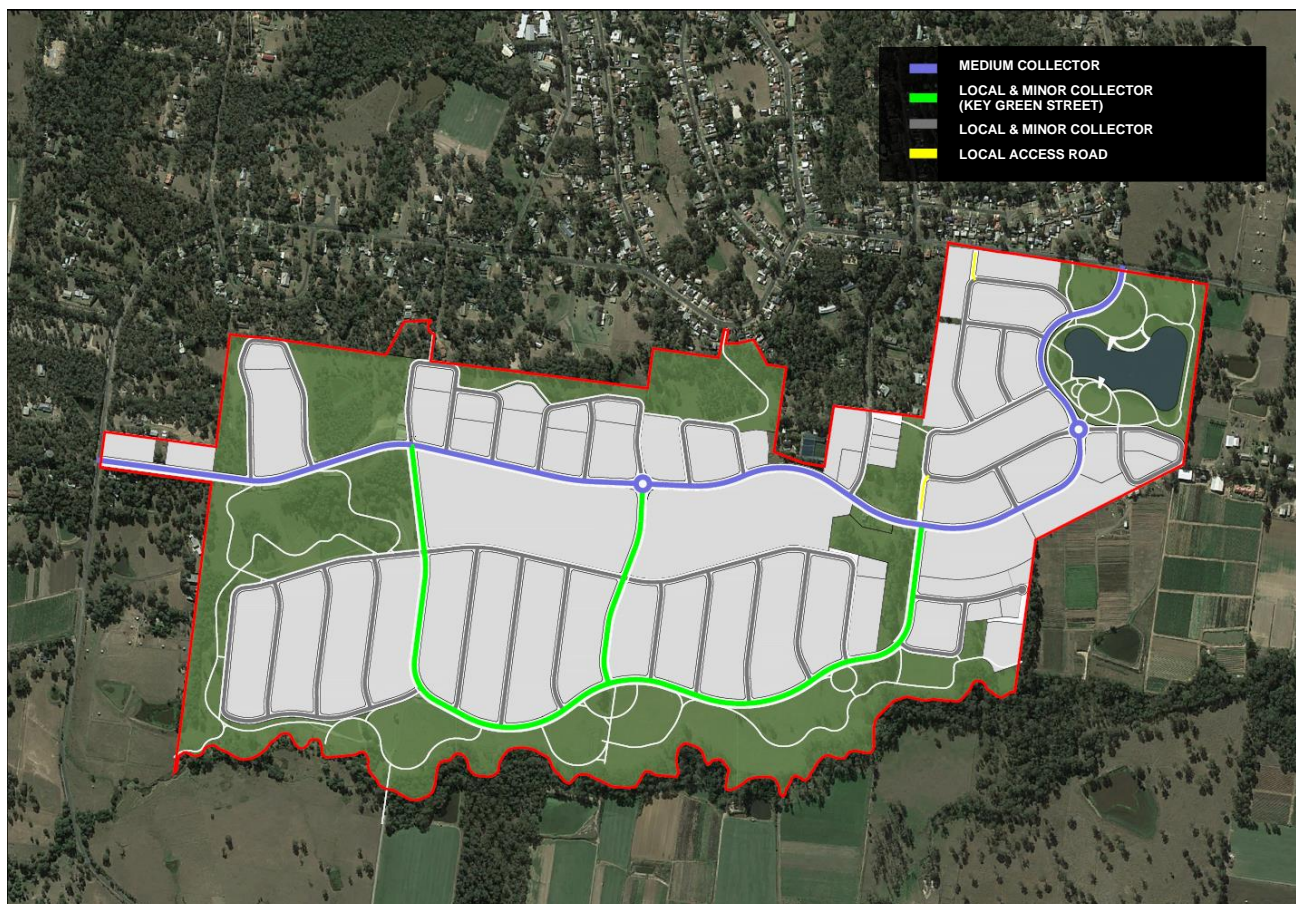 MEDIUM COLLECTOR
LOCAL & MINOR COLLECTOR
(KEY GREEN STREET)
LOCAL & MINOR COLLECTOR
LOCAL ACCESS ROAD